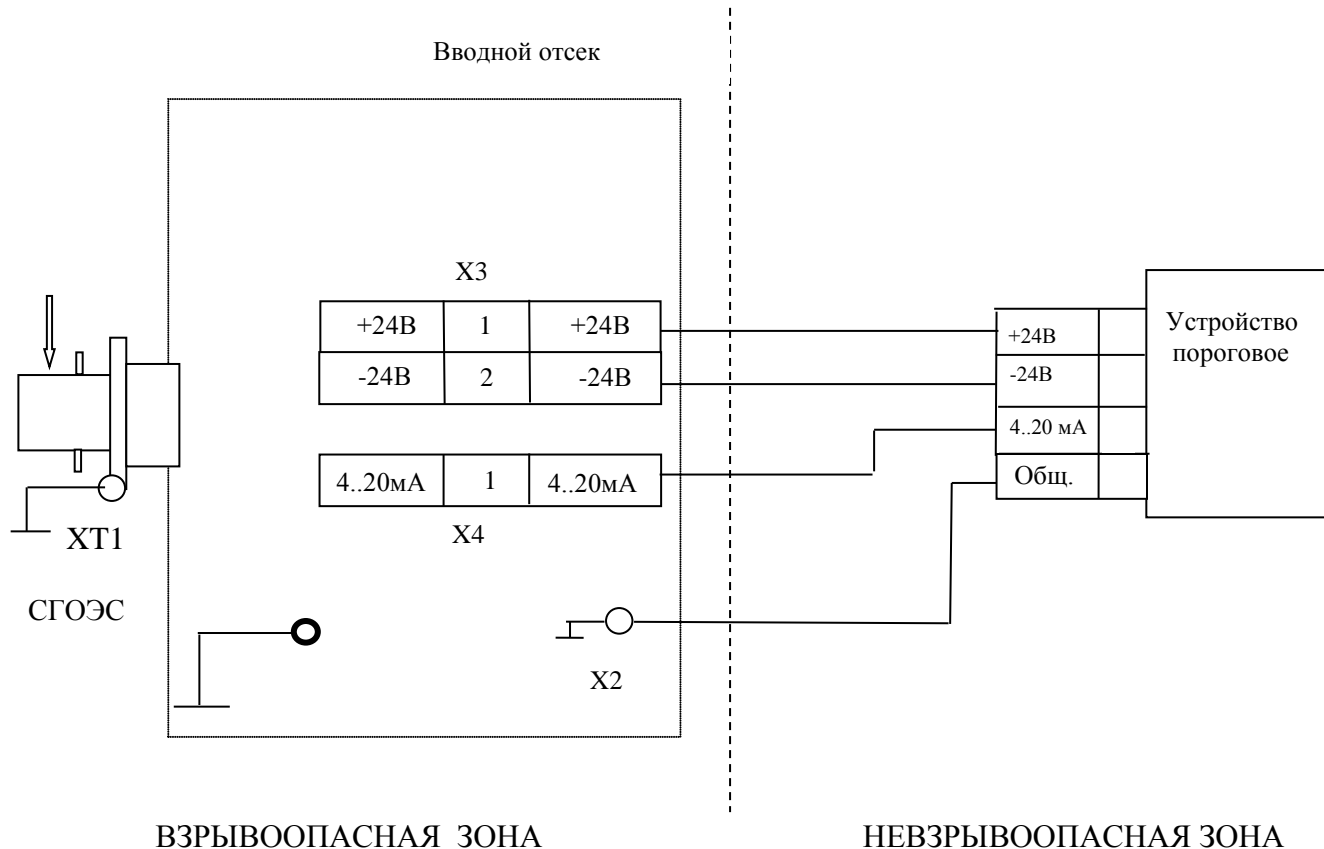 Вводной отсек
X3
+24В 1 +24В
-24В 2 -24В
4..20мА 1 4..20мА
X4
X2
XT1
СГОЭС
+24В
-24В
4..20 мА
Общ.
Устройство
пороговое
ВЗРЫВООПАСНАЯ ЗОНА
НЕВЗРЫВООПАСНАЯ ЗОНА